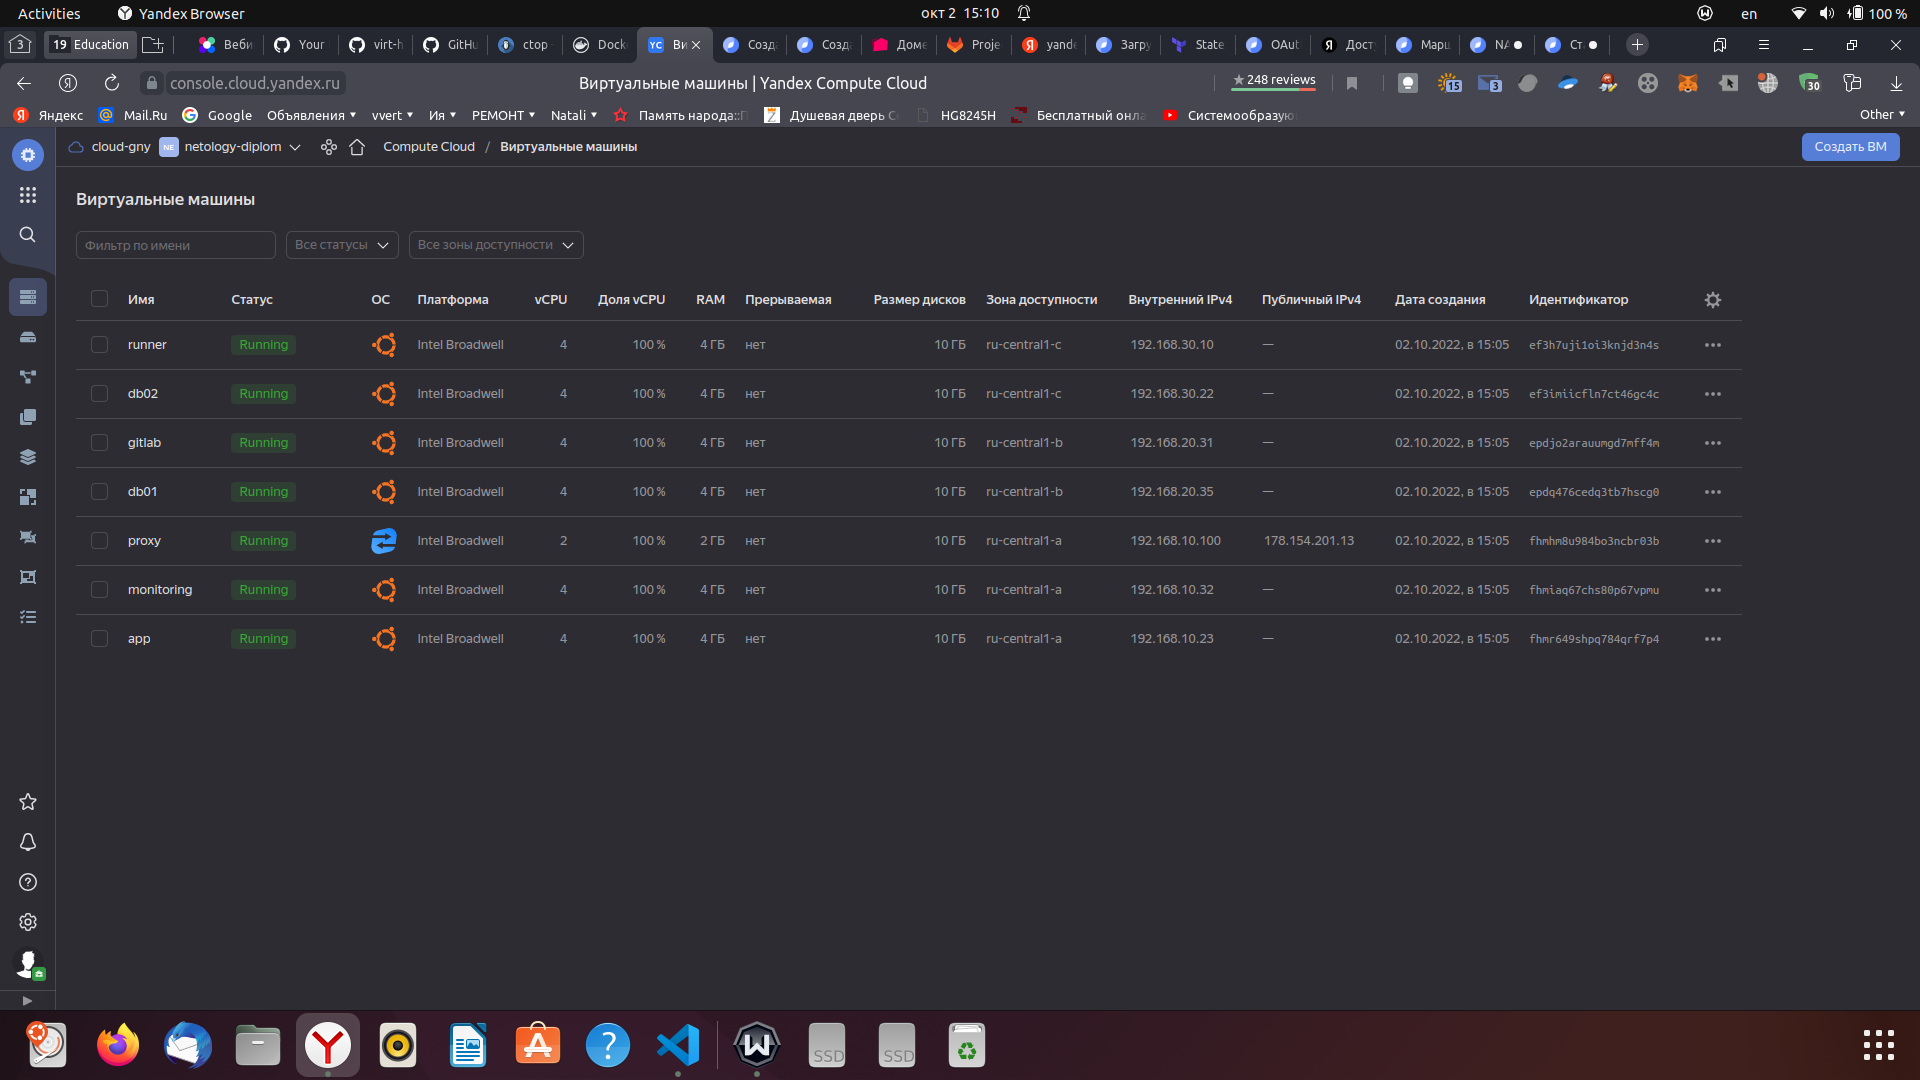 Activities Yandex Browser окт 2 15:10 en 100 %
3 19 Education Веби Your virt-h GitHu ctop Dock YC Ви Созда Созда Доме Proje yande Загру State OAut Дост Марш NA Ст
console.cloud.yandex.ru Виртуальные машины | Yandex Compute Cloud ★ 248 reviews 15 3 30
Яндекс Mail.Ru Google Объявления ▾ vvert ▾ Ия ▾ РЕМОНТ ▾ Natali ▾ Память народа::П Душевая дверь Се HG8245H Бесплатный онла Системообразую Other ▾
cloud-gny NE netology-diplom Compute Cloud / Виртуальные машины Создать ВМ
Виртуальные машины
Фильтр по имени Все статусы Все зоны доступности
Имя Статус ОС Платформа vCPU Доля vCPU RAM Прерываемая Размер дисков Зона доступности Внутренний IPv4 Публичный IPv4 Дата создания Идентификатор
runner Running Intel Broadwell 4 100 % 4 ГБ нет 10 ГБ ru-central1-c 192.168.30.10 — 02.10.2022, в 15:05 ef3h7uji1oi3knjd3n4s
db02 Running Intel Broadwell 4 100 % 4 ГБ нет 10 ГБ ru-central1-c 192.168.30.22 — 02.10.2022, в 15:05 ef3imiicfln7ct46gc4c
gitlab Running Intel Broadwell 4 100 % 4 ГБ нет 10 ГБ ru-central1-b 192.168.20.31 — 02.10.2022, в 15:05 epdjo2arauumgd7mff4m
db01 Running Intel Broadwell 4 100 % 4 ГБ нет 10 ГБ ru-central1-b 192.168.20.35 — 02.10.2022, в 15:05 epdq476cedq3tb7hscg0
proxy Running Intel Broadwell 2 100 % 2 ГБ нет 10 ГБ ru-central1-a 192.168.10.100 178.154.201.13 02.10.2022, в 15:05 fhmhm8u984bo3ncbr03b
monitoring Running Intel Broadwell 4 100 % 4 ГБ нет 10 ГБ ru-central1-a 192.168.10.32 — 02.10.2022, в 15:05 fhmiaq67chs80p67vpmu
app Running Intel Broadwell 4 100 % 4 ГБ нет 10 ГБ ru-central1-a 192.168.10.23 — 02.10.2022, в 15:05 fhmr649shpq784qrf7p4
SSD SSD